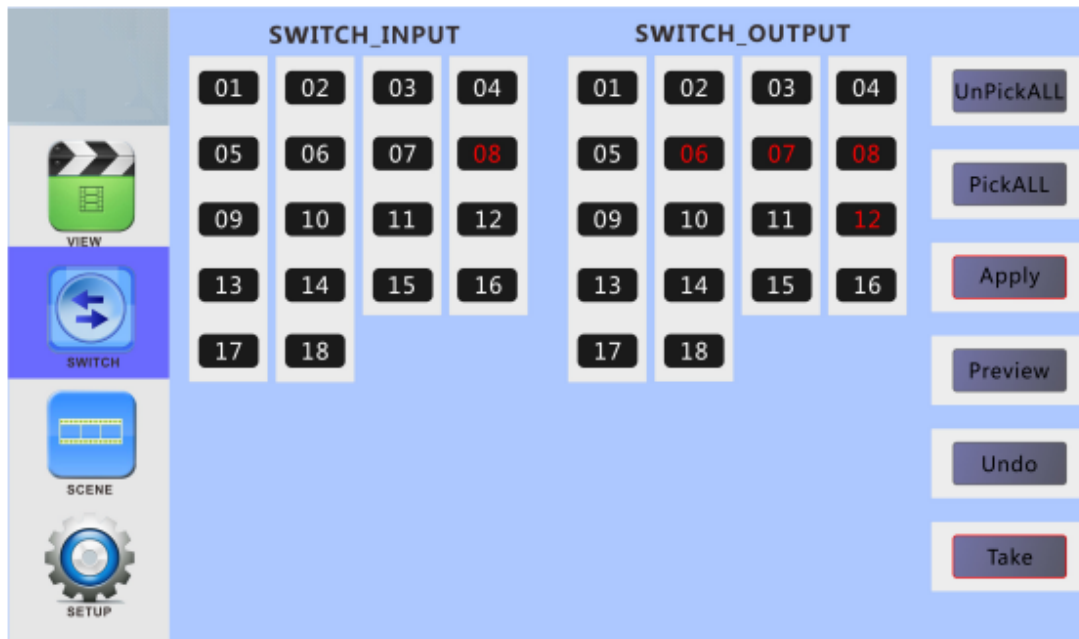 SWITCH_INPUT SWITCH_OUTPUT
01 02 03 04 01 02 03 04 UnPickALL
05 06 07 08 05 06 07 08 PickALL
VIEW 09 10 11 12 09 10 11 12
13 14 15 16 13 14 15 16 Apply
SWITCH 17 18 17 18 Preview
SCENE Undo
SETUP Take